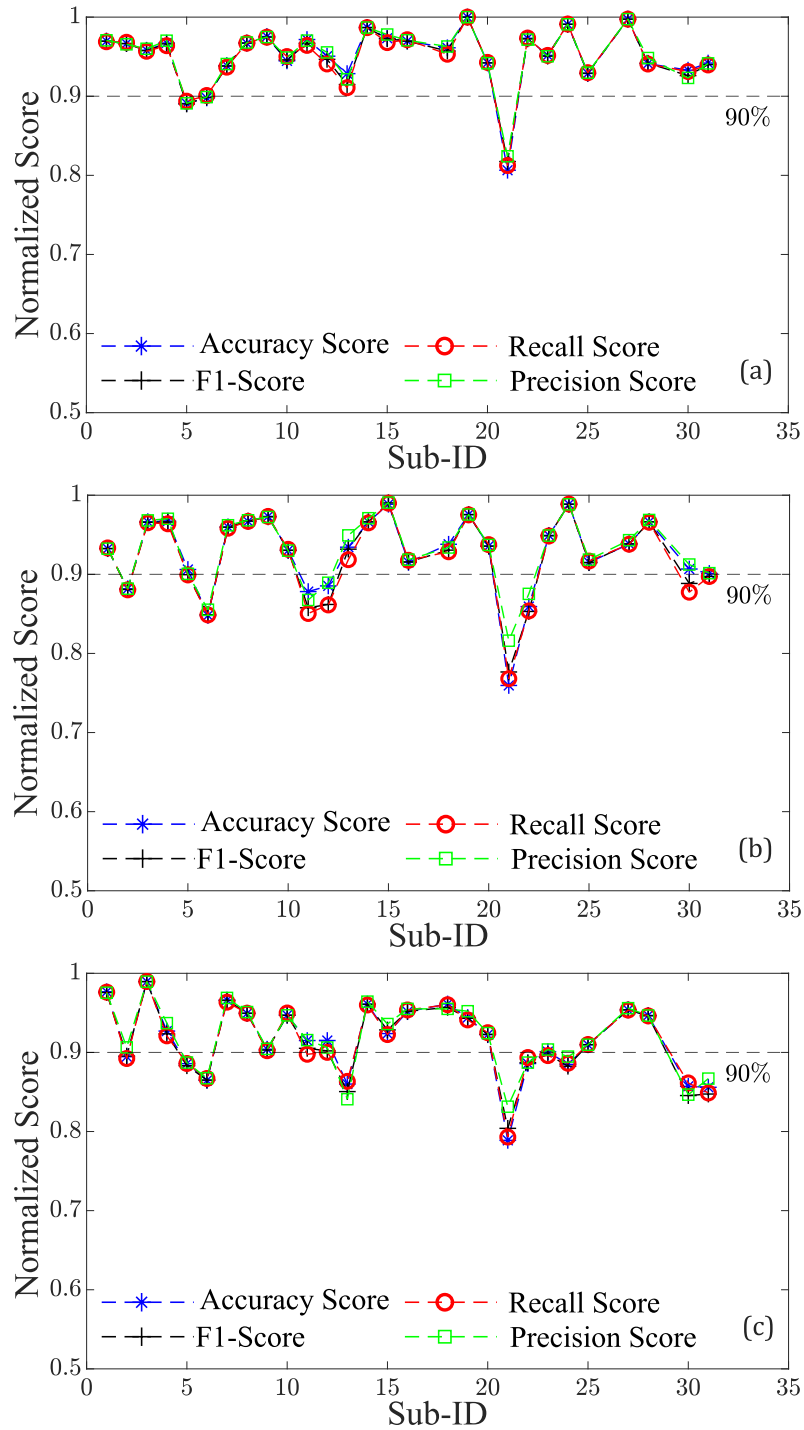 1
0.9
90%
0.8
0.7
0.6
0.5
Normalized Score
Accuracy Score
Recall Score
F1-Score
Precision Score
(a)
0 5 10 15 20 25 30 35
Sub-ID
1
0.9
90%
0.8
0.7
0.6
0.5
Normalized Score
Accuracy Score
Recall Score
F1-Score
Precision Score
(b)
0 5 10 15 20 25 30 35
Sub-ID
1
0.9
90%
0.8
0.7
0.6
0.5
Normalized Score
Accuracy Score
Recall Score
F1-Score
Precision Score
(c)
0 5 10 15 20 25 30 35
Sub-ID